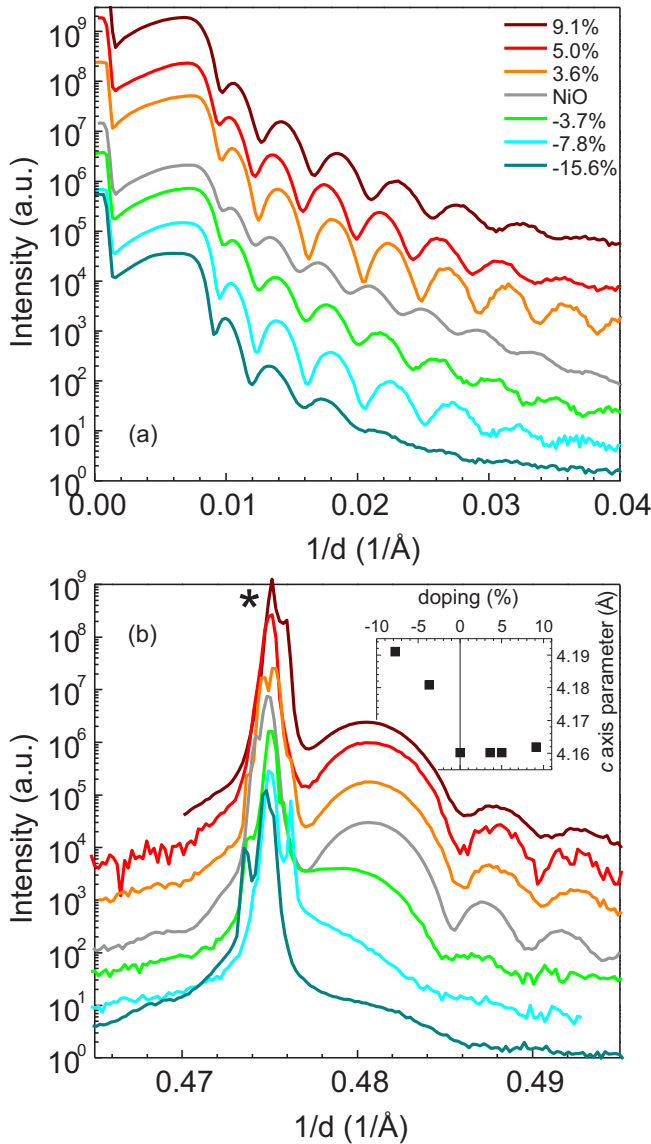 10⁹
10⁸
10⁷
10⁶
10⁵
10⁴
10³
10²
10¹
10⁰
Intensity (a.u.)
9.1%
5.0%
3.6%
NiO
-3.7%
-7.8%
-15.6%
(a)
0.00 0.01 0.02 0.03 0.04
1/d (1/Å)
10⁹
10⁸
10⁷
10⁶
10⁵
10⁴
10³
10²
10¹
10⁰
Intensity (a.u.)
(b)
*
doping (%)
-10 -5 0 5 10
4.19
4.18
4.17
4.16
c axis parameter (Å)
0.47 0.48 0.49
1/d (1/Å)